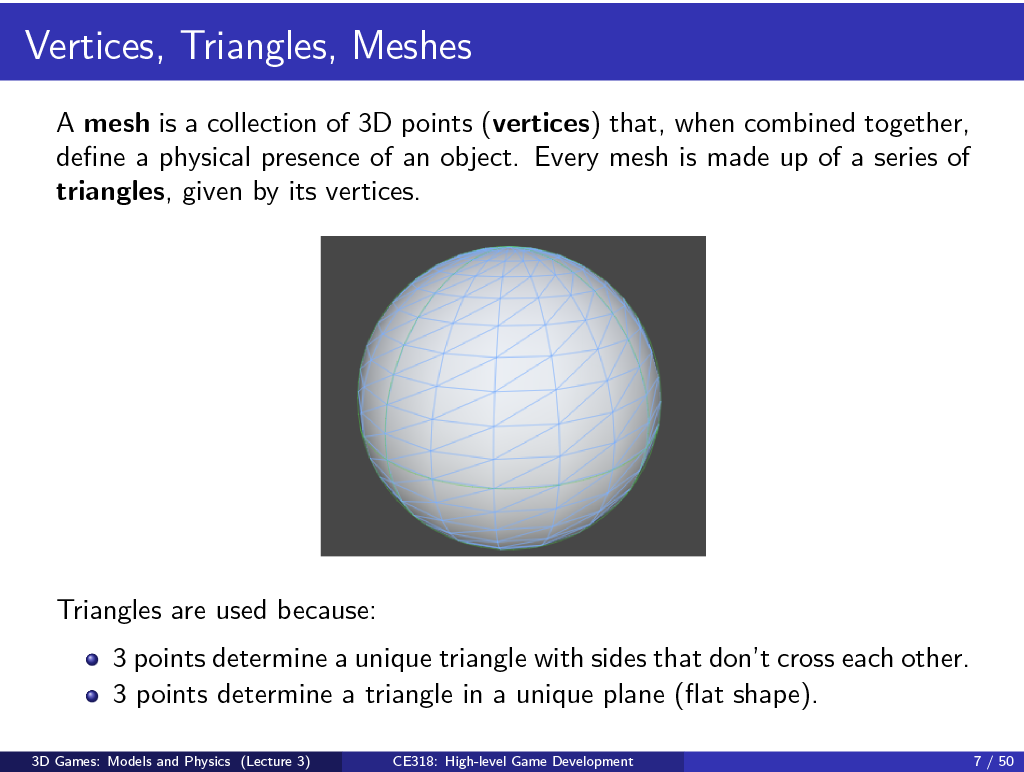 Vertices, Triangles, Meshes
A mesh is a collection of 3D points (vertices) that, when combined together,
define a physical presence of an object. Every mesh is made up of a series of
triangles, given by its vertices.
Triangles are used because:
3 points determine a unique triangle with sides that don't cross each other.
3 points determine a triangle in a unique plane (flat shape).
3D Games: Models and Physics (Lecture 3) CE318: High-level Game Development 7 / 50